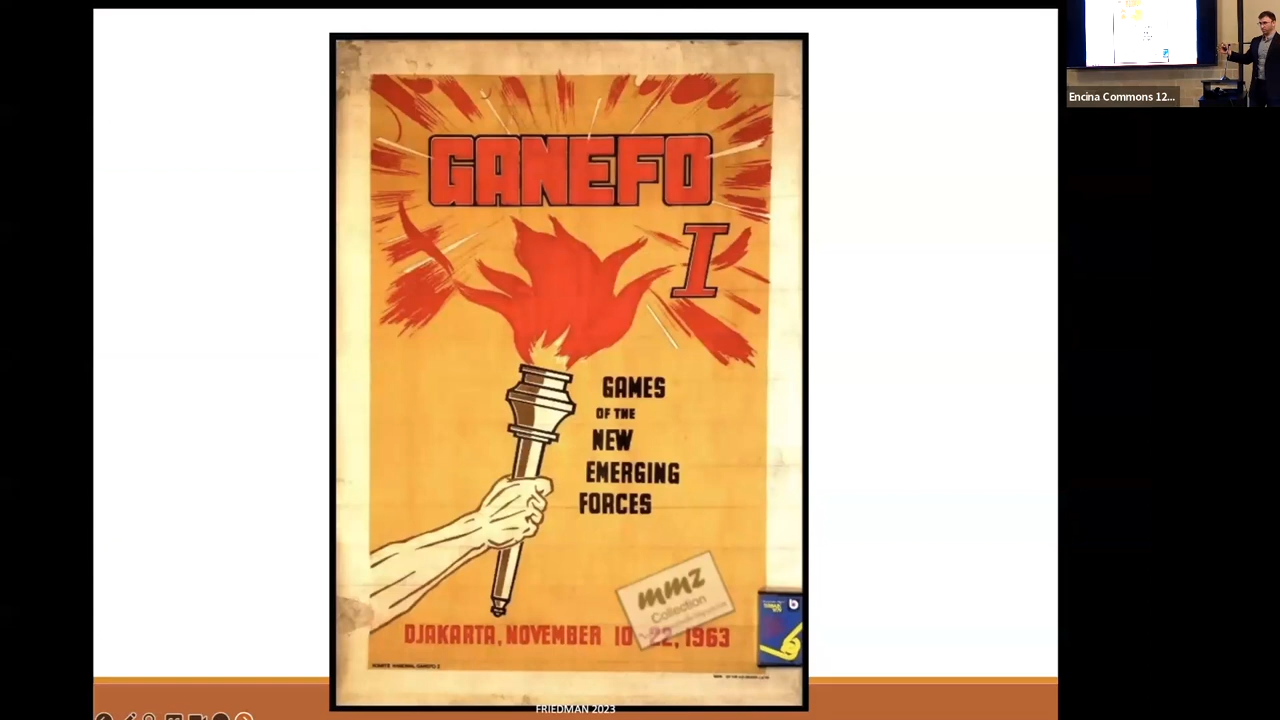 GANEFO
I
GAMES
OF THE
NEW
EMERGING
FORCES
mmz
Collection
DJAKARTA, NOVEMBER 10-22, 1963
FRIEDMAN 2023
Encina Commons 12...